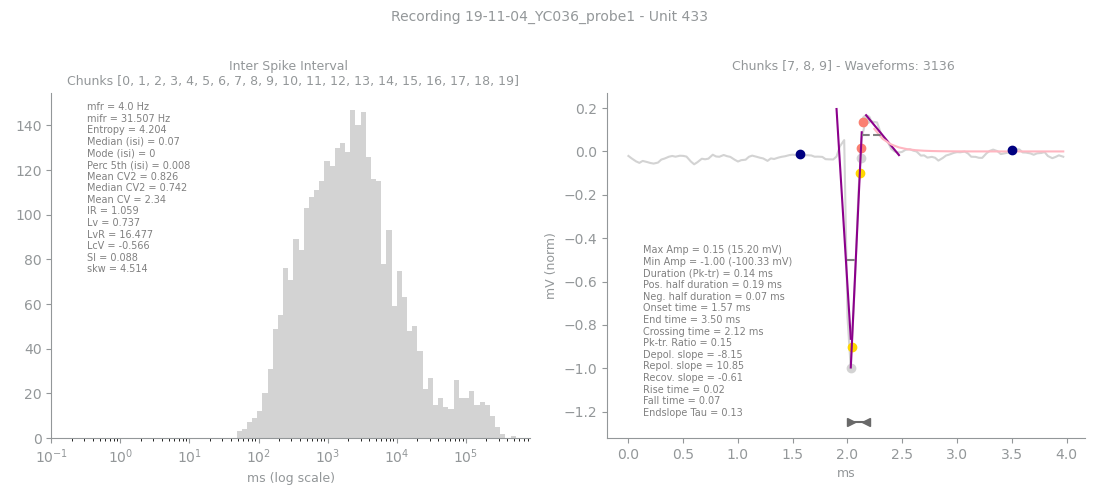 Recording 19-11-04_YC036_probe1 - Unit 433
Inter Spike Interval
Chunks [0, 1, 2, 3, 4, 5, 6, 7, 8, 9, 10, 11, 12, 13, 14, 15, 16, 17, 18, 19]
mfr = 4.0 Hz
mifr = 31.507 Hz
Entropy = 4.204
Median (isi) = 0.07
Mode (isi) = 0
Perc 5th (isi) = 0.008
Mean CV2 = 0.826
Median CV2 = 0.742
Mean CV = 2.34
IR = 1.059
Lv = 0.737
LvR = 16.477
LcV = -0.566
SI = 0.088
skw = 4.514
140
120
100
80
60
40
20
0
10⁻¹ 10⁰ 10¹ 10² 10³ 10⁴ 10⁵
ms (log scale)
Chunks [7, 8, 9] - Waveforms: 3136
mV (norm)
0.2
0.0
−0.2
−0.4
−0.6
−0.8
−1.0
−1.2
Max Amp = 0.15 (15.20 mV)
Min Amp = -1.00 (-100.33 mV)
Duration (Pk-tr) = 0.14 ms
Pos. half duration = 0.19 ms
Neg. half duration = 0.07 ms
Onset time = 1.57 ms
End time = 3.50 ms
Crossing time = 2.12 ms
Pk-tr. Ratio = 0.15
Depol. slope = -8.15
Repol. slope = 10.85
Recov. slope = -0.61
Rise time = 0.02
Fall time = 0.07
Endslope Tau = 0.13
0.0 0.5 1.0 1.5 2.0 2.5 3.0 3.5 4.0
ms